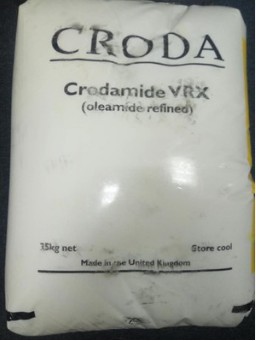 CRODA
Crodamide VRX
(oleamide refined)
25kg net Store cool
Made in the United Kingdom